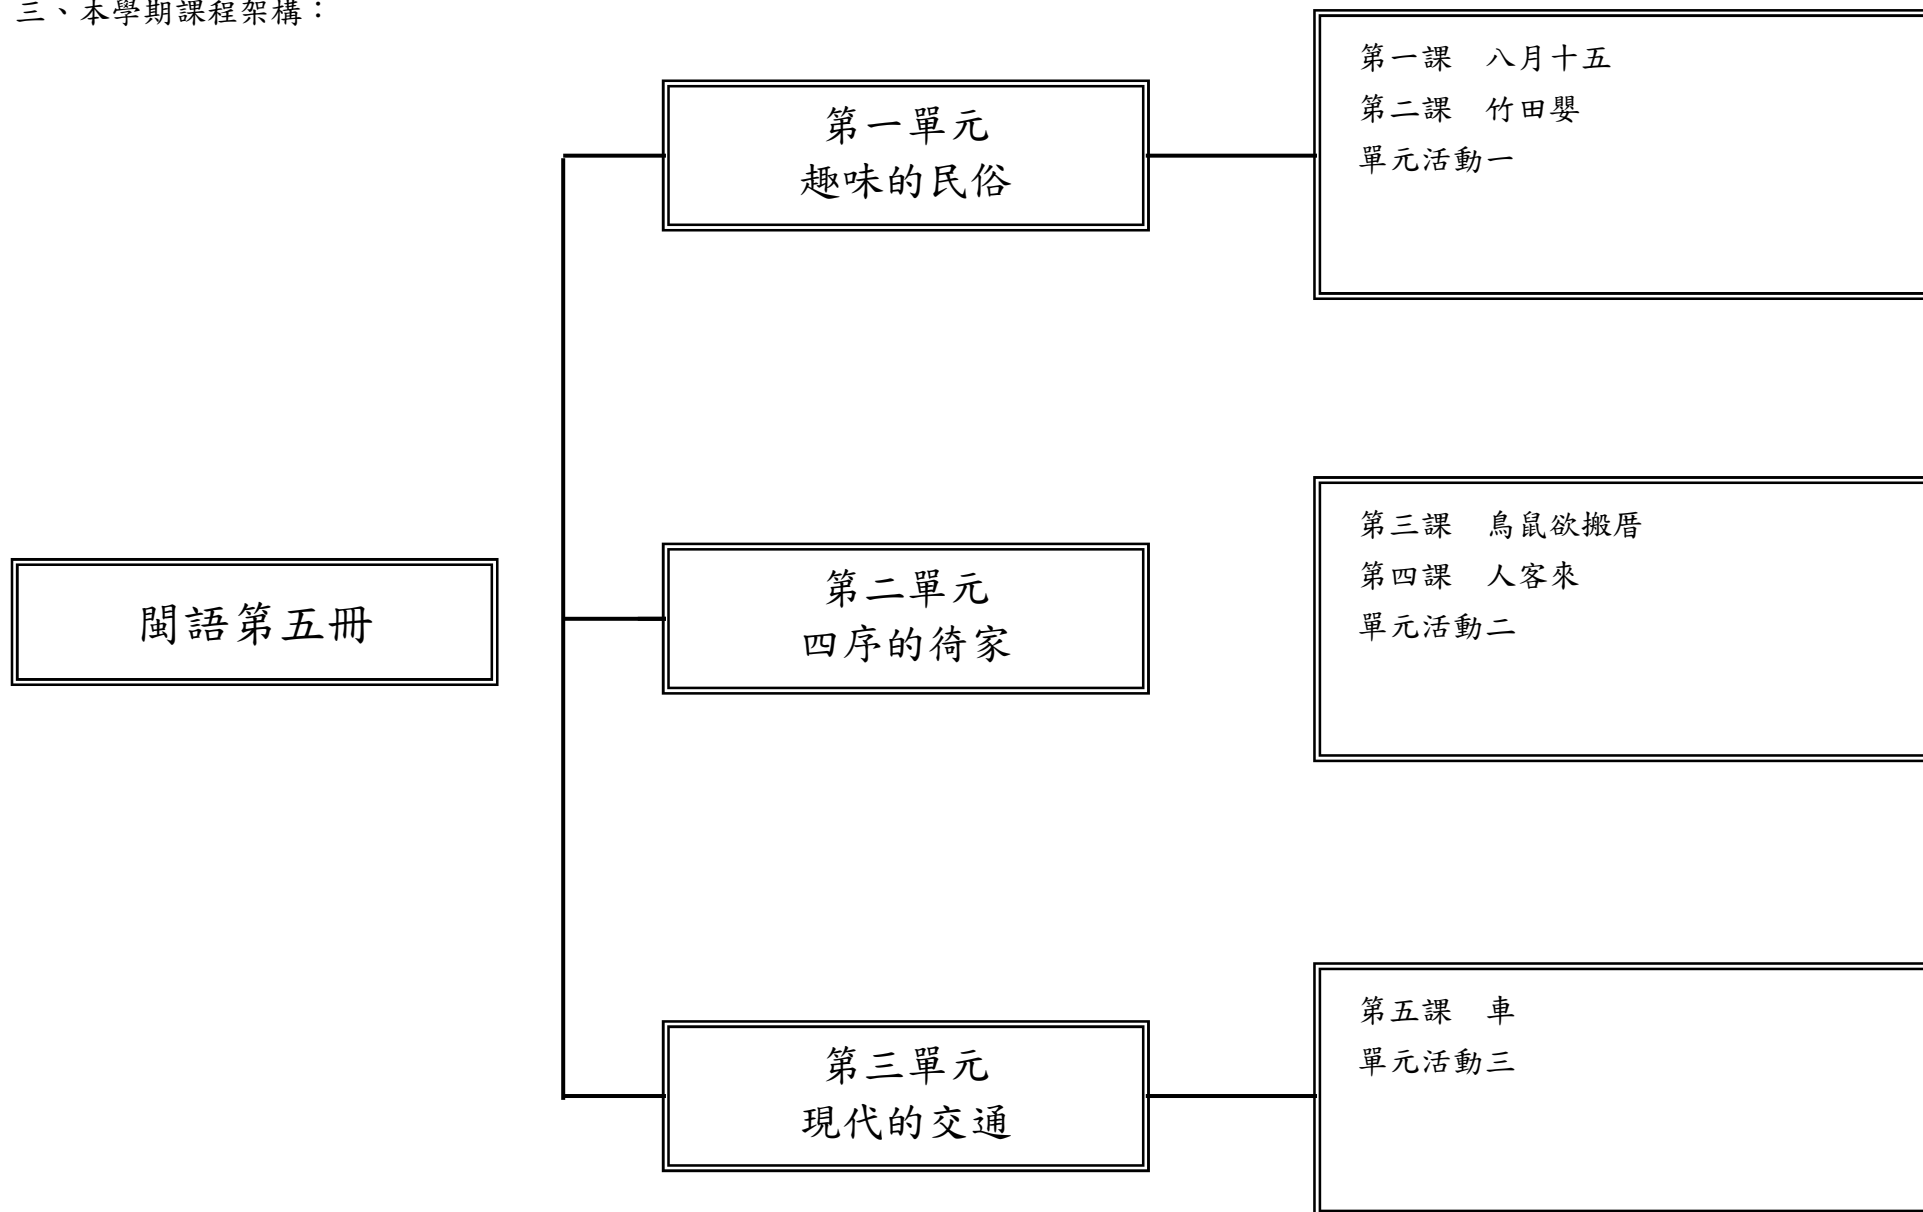 三、本學期課程架構：
閩語第五冊
第一單元
趣味的民俗
第一課　八月十五
第二課　竹田嬰
單元活動一
第二單元
四序的徛家
第三課　鳥鼠欲搬厝
第四課　人客來
單元活動二
第三單元
現代的交通
第五課　車
單元活動三